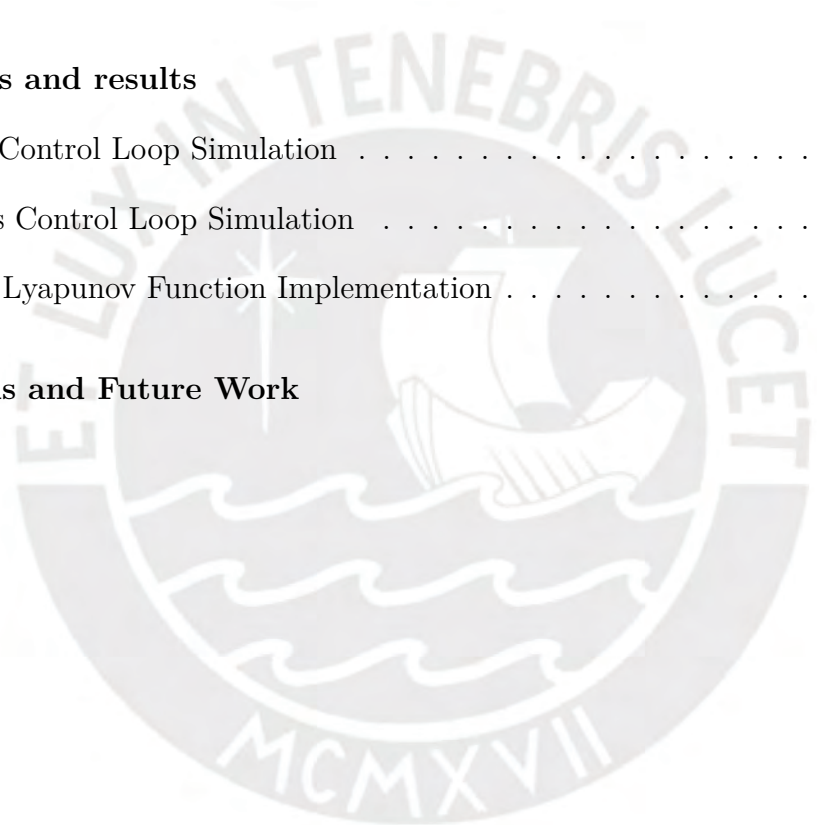 s and results
Control Loop Simulation . . . . . . . . . . . . . . . . . . .
s Control Loop Simulation . . . . . . . . . . . . . . . . . .
Lyapunov Function Implementation . . . . . . . . . . . . .
s and Future Work
ET LUX IN TENEBRIS LUCET
MCMXVII